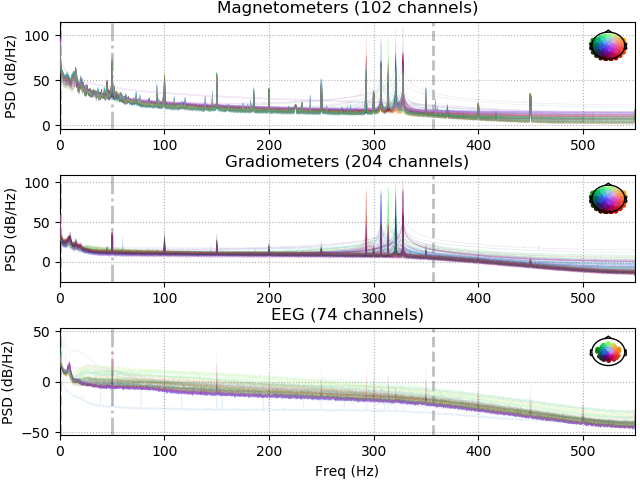 Magnetometers (102 channels)
PSD (dB/Hz)
100
50
0
0 100 200 300 400 500
Gradiometers (204 channels)
PSD (dB/Hz)
100
50
0
0 100 200 300 400 500
EEG (74 channels)
PSD (dB/Hz)
50
0
−50
0 100 200 300 400 500
Freq (Hz)